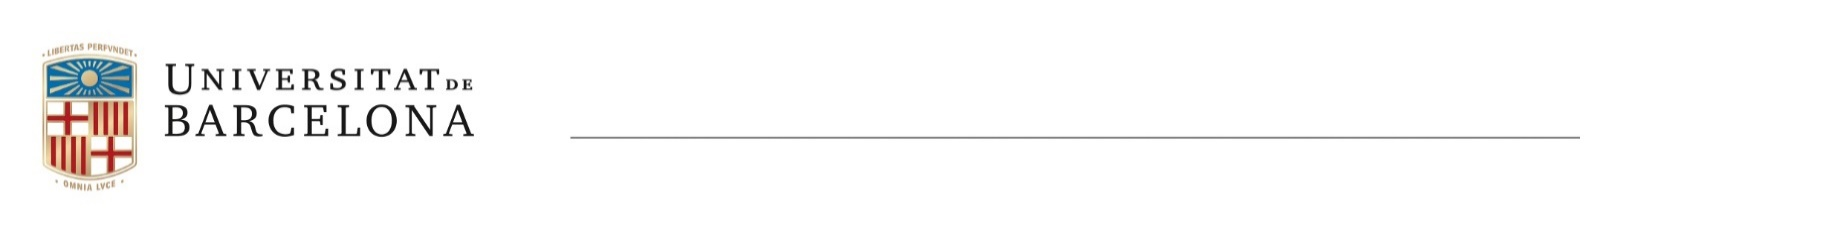 · LIBERTAS PERFVNDET ·
UNIVERSITAT DE
BARCELONA
· OMNIA LVCE ·